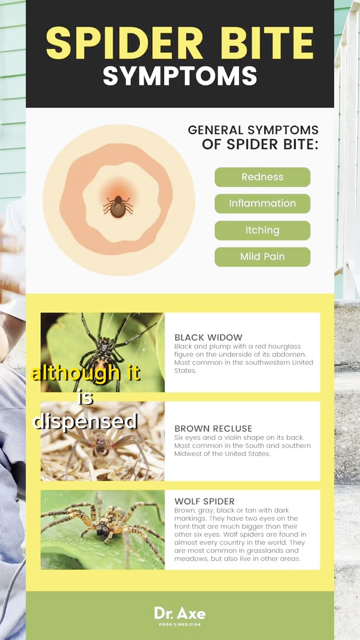 SPIDER BITE
SYMPTOMS
GENERAL SYMPTOMS
OF SPIDER BITE:
Redness
Inflammation
Itching
Mild Pain
BLACK WIDOW
Black and plump with a red hourglass
figure on the underside of its abdomen.
Most common in the southwestern United
States.
although it
is
dispensed
BROWN RECLUSE
Six eyes and a violin shape on its back.
Most common in the South and southern
Midwest of the United States.
WOLF SPIDER
Brown, gray, black or tan with dark
markings. They have two eyes on the
front that are much bigger than their
other six eyes. Wolf spiders are found in
almost every country in the world. They
are most common in grasslands and
meadows, but also live in other areas.
Dr. Axe
FOOD & MEDICINE